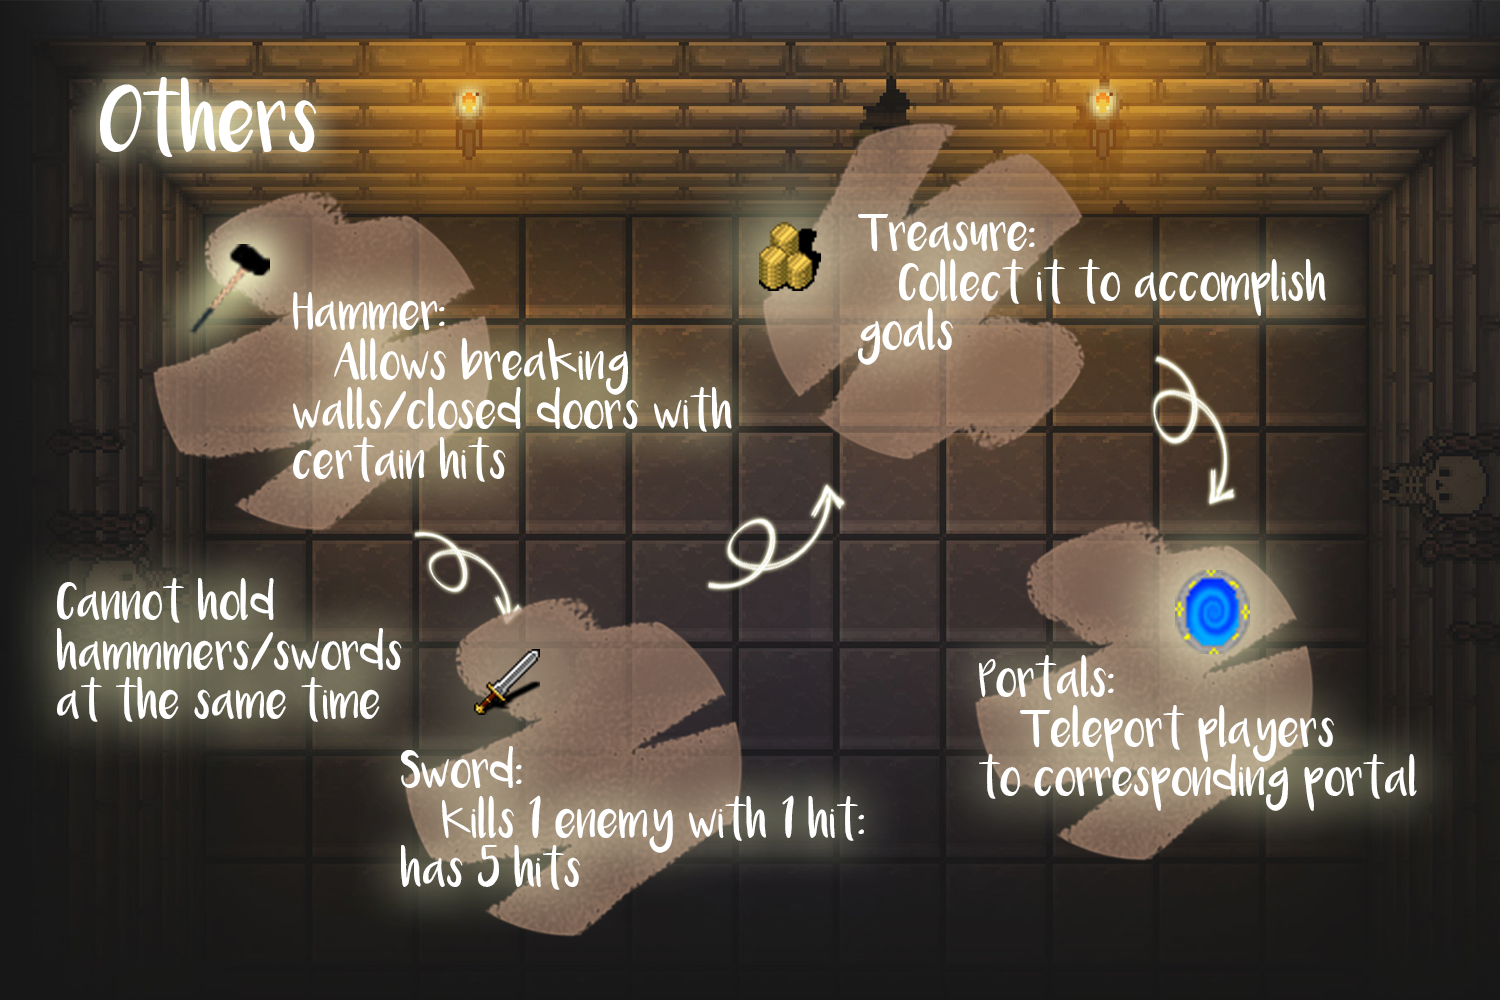 Others
Hammer:
Allows breaking
walls/closed doors with
certain hits
Cannot hold
hammmers/swords
at the same time
Sword:
Kills 1 enemy with 1 hit:
has 5 hits
Treasure:
Collect it to accomplish
goals
Portals:
Teleport players
to corresponding portal